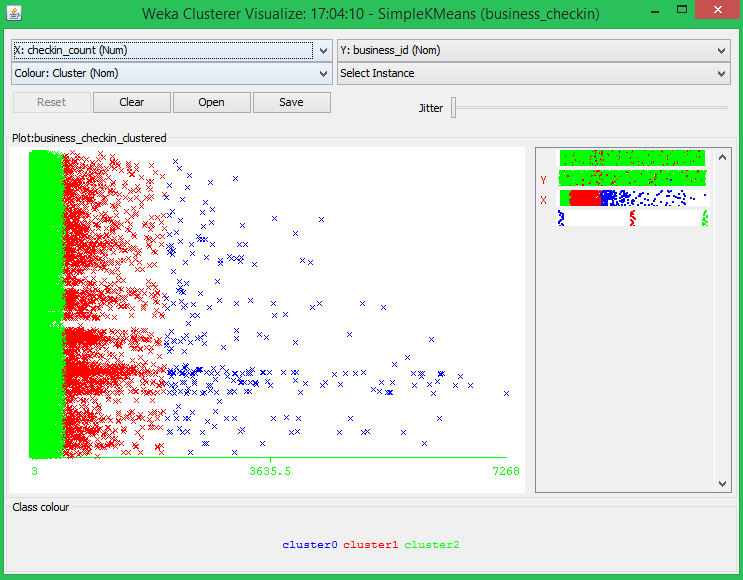 Weka Clusterer Visualize: 17:04:10 - SimpleKMeans (business_checkin)
X: checkin_count (Num) Y: business_id (Nom)
Colour: Cluster (Nom) Select Instance
Reset Clear Open Save Jitter
Plot:business_checkin_clustered
Y
X
3 3635.5 7268
Class colour
cluster0 cluster1 cluster2